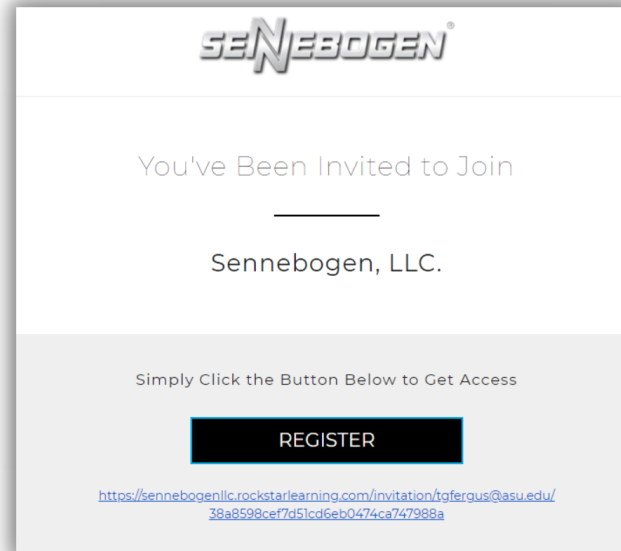 SENNEBOGEN®
You've Been Invited to Join
Sennebogen, LLC.
Simply Click the Button Below to Get Access
REGISTER
https://sennebogenllc.rockstarlearning.com/invitation/tgfergus@asu.edu/
38a8598cef7d51cd6eb0474ca747988a